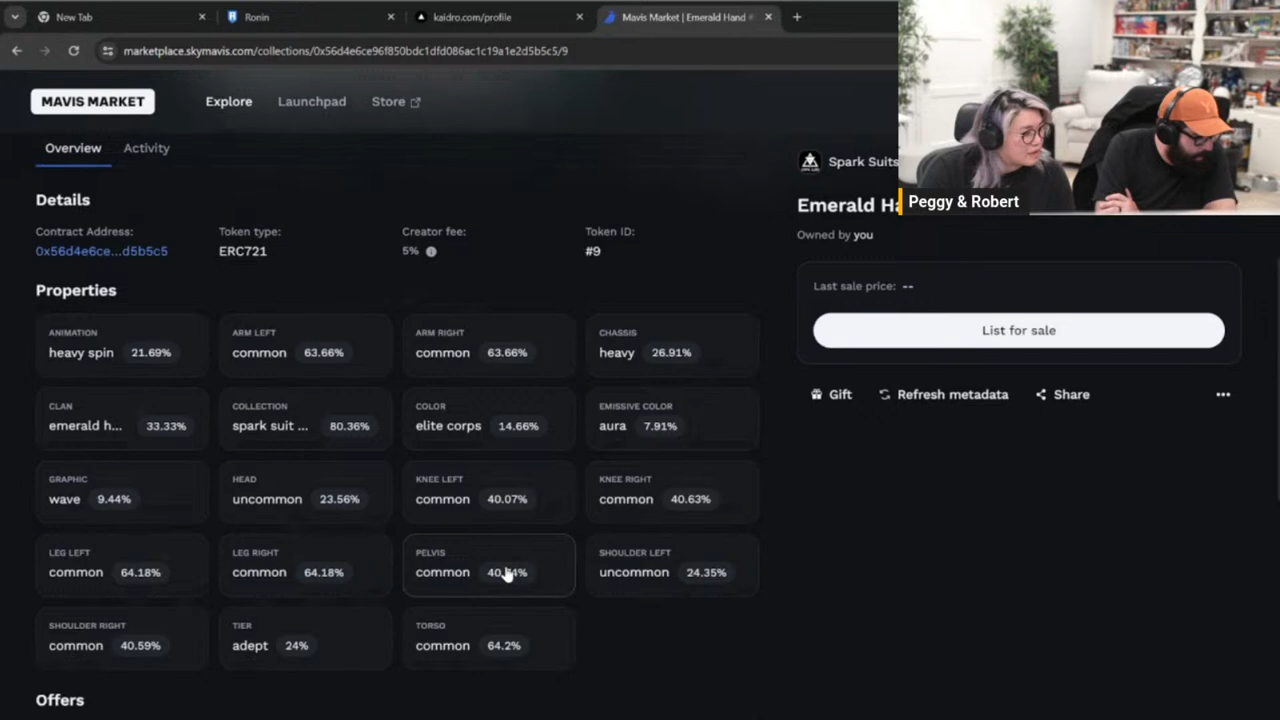 New Tab
Ronin
kaidro.com/profile
Mavis Market | Emerald Hand
marketplace.skymavis.com/collections/0x56d4e6ce96f850bdc1dfd086ac1c19a1e2d5b5c5/9
MAVIS MARKET
Explore
Launchpad
Store
Overview
Activity
Details
Contract Address:
Token type:
Creator fee:
Token ID:
0x56d4e6ce...d5b5c5
ERC721
5%
#9
Properties
ANIMATION
heavy spin 21.69%
ARM LEFT
common 63.66%
ARM RIGHT
common 63.66%
CHASSIS
heavy 26.91%
CLAN
emerald h... 33.33%
COLLECTION
spark suit ... 80.36%
COLOR
elite corps 14.66%
EMISSIVE COLOR
aura 7.91%
GRAPHIC
wave 9.44%
HEAD
uncommon 23.56%
KNEE LEFT
common 40.07%
KNEE RIGHT
common 40.63%
LEG LEFT
common 64.18%
LEG RIGHT
common 64.18%
PELVIS
common
SHOULDER LEFT
uncommon 24.35%
SHOULDER RIGHT
common 40.59%
TIER
adept 24%
TORSO
common 64.2%
Offers
Spark Suits
Emerald Ha
Owned by you
Last sale price: --
List for sale
Gift
Refresh metadata
Share
Peggy & Robert